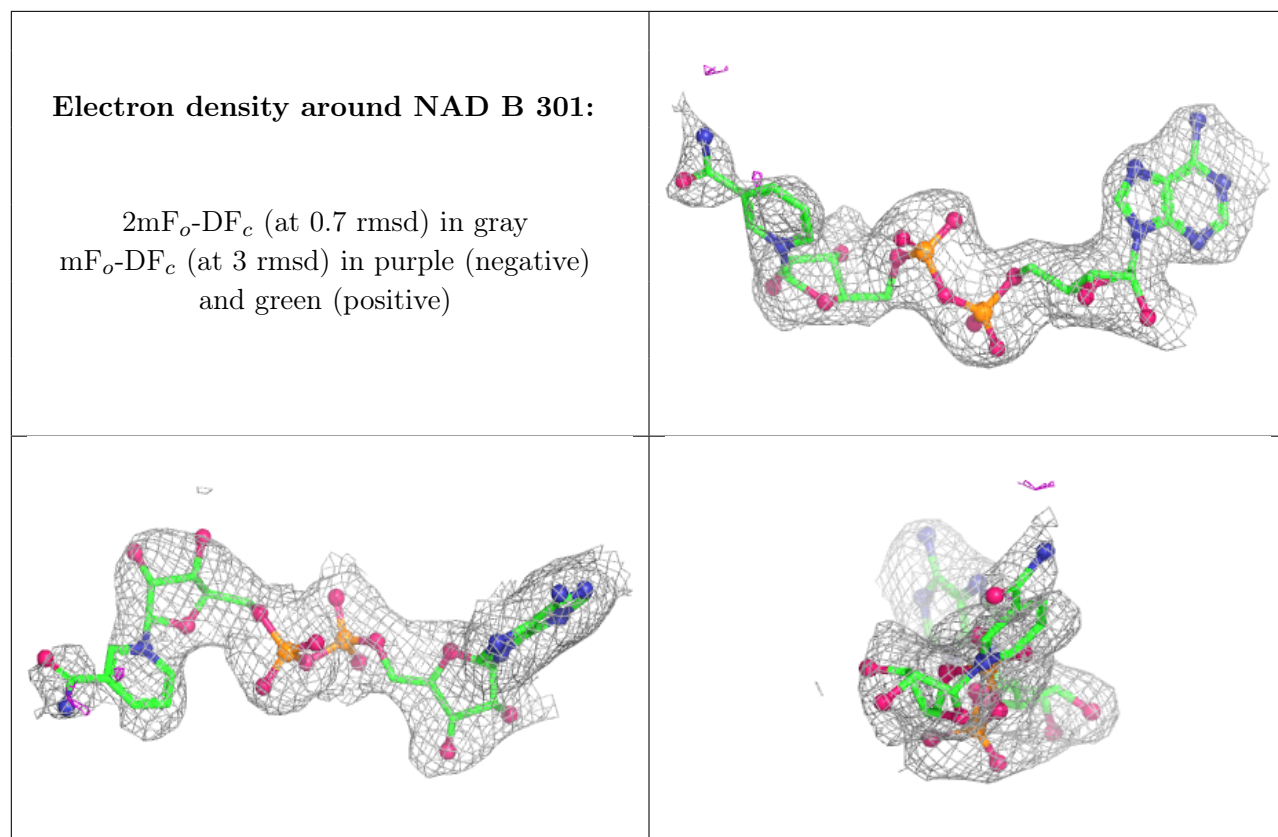 Electron density around NAD B 301:
2mFₒ-DF𝒸 (at 0.7 rmsd) in gray
mFₒ-DF𝒸 (at 3 rmsd) in purple (negative)
and green (positive)